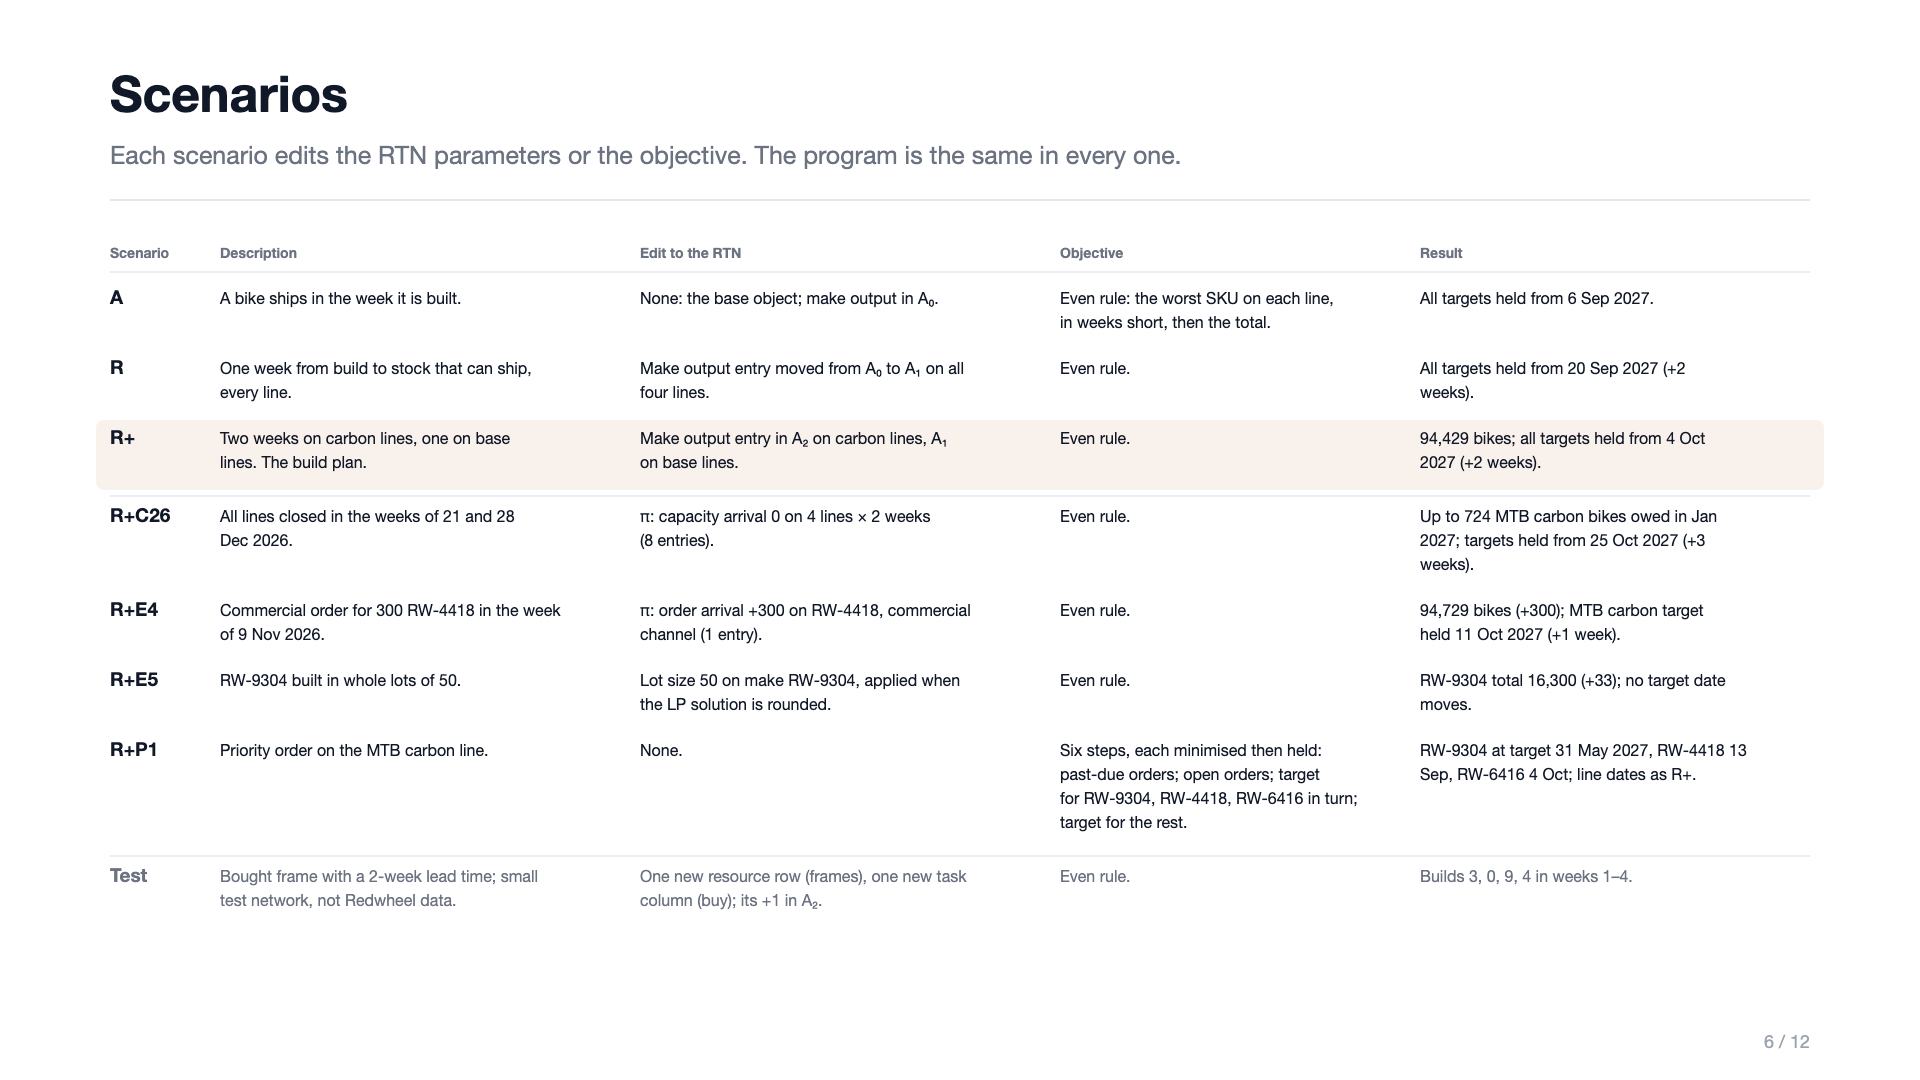 Scenarios
Each scenario edits the RTN parameters or the objective. The program is the same in every one.
Scenario Description Edit to the RTN Objective Result
A A bike ships in the week it is built. None: the base object; make output in A₀. Even rule: the worst SKU on each line, All targets held from 6 Sep 2027.
in weeks short, then the total.
R One week from build to stock that can ship, Make output entry moved from A₀ to A₁ on all Even rule. All targets held from 20 Sep 2027 (+2
every line. four lines. weeks).
R+ Two weeks on carbon lines, one on base Make output entry in A₂ on carbon lines, A₁ Even rule. 94,429 bikes; all targets held from 4 Oct
lines. The build plan. on base lines. 2027 (+2 weeks).
R+C26 All lines closed in the weeks of 21 and 28 π: capacity arrival 0 on 4 lines × 2 weeks Even rule. Up to 724 MTB carbon bikes owed in Jan
Dec 2026. (8 entries). 2027; targets held from 25 Oct 2027 (+3
weeks).
R+E4 Commercial order for 300 RW-4418 in the week π: order arrival +300 on RW-4418, commercial Even rule. 94,729 bikes (+300); MTB carbon target
of 9 Nov 2026. channel (1 entry). held 11 Oct 2027 (+1 week).
R+E5 RW-9304 built in whole lots of 50. Lot size 50 on make RW-9304, applied when Even rule. RW-9304 total 16,300 (+33); no target date
the LP solution is rounded. moves.
R+P1 Priority order on the MTB carbon line. None. Six steps, each minimised then held: RW-9304 at target 31 May 2027, RW-4418 13
past-due orders; open orders; target Sep, RW-6416 4 Oct; line dates as R+.
for RW-9304, RW-4418, RW-6416 in turn;
target for the rest.
Test Bought frame with a 2-week lead time; small One new resource row (frames), one new task Even rule. Builds 3, 0, 9, 4 in weeks 1–4.
test network, not Redwheel data. column (buy); its +1 in A₂.
6 / 12